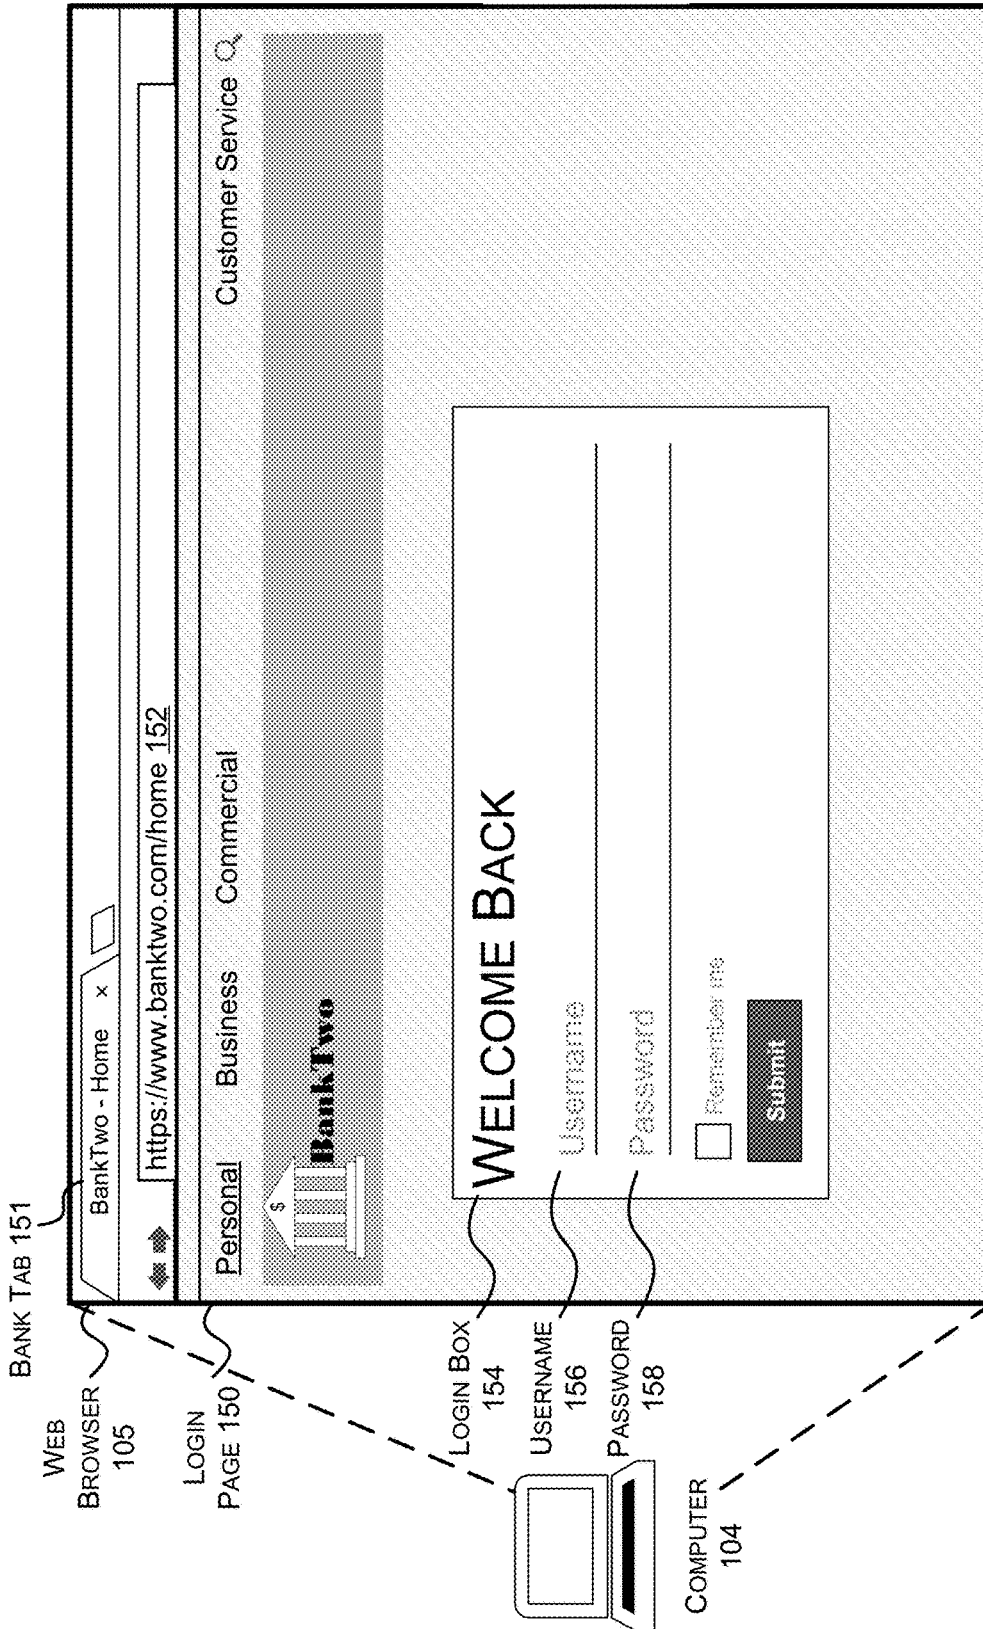 BANK TAB 151
WEB
BROWSER
105
BankTwo - Home ×
https://www.banktwo.com/home 152
LOGIN
PAGE 150
Personal Business Commercial Customer Service
$
BankTwo
LOGIN BOX
154
WELCOME BACK
USERNAME
156
Username
PASSWORD
158
Password
Remember me
Submit
COMPUTER
104